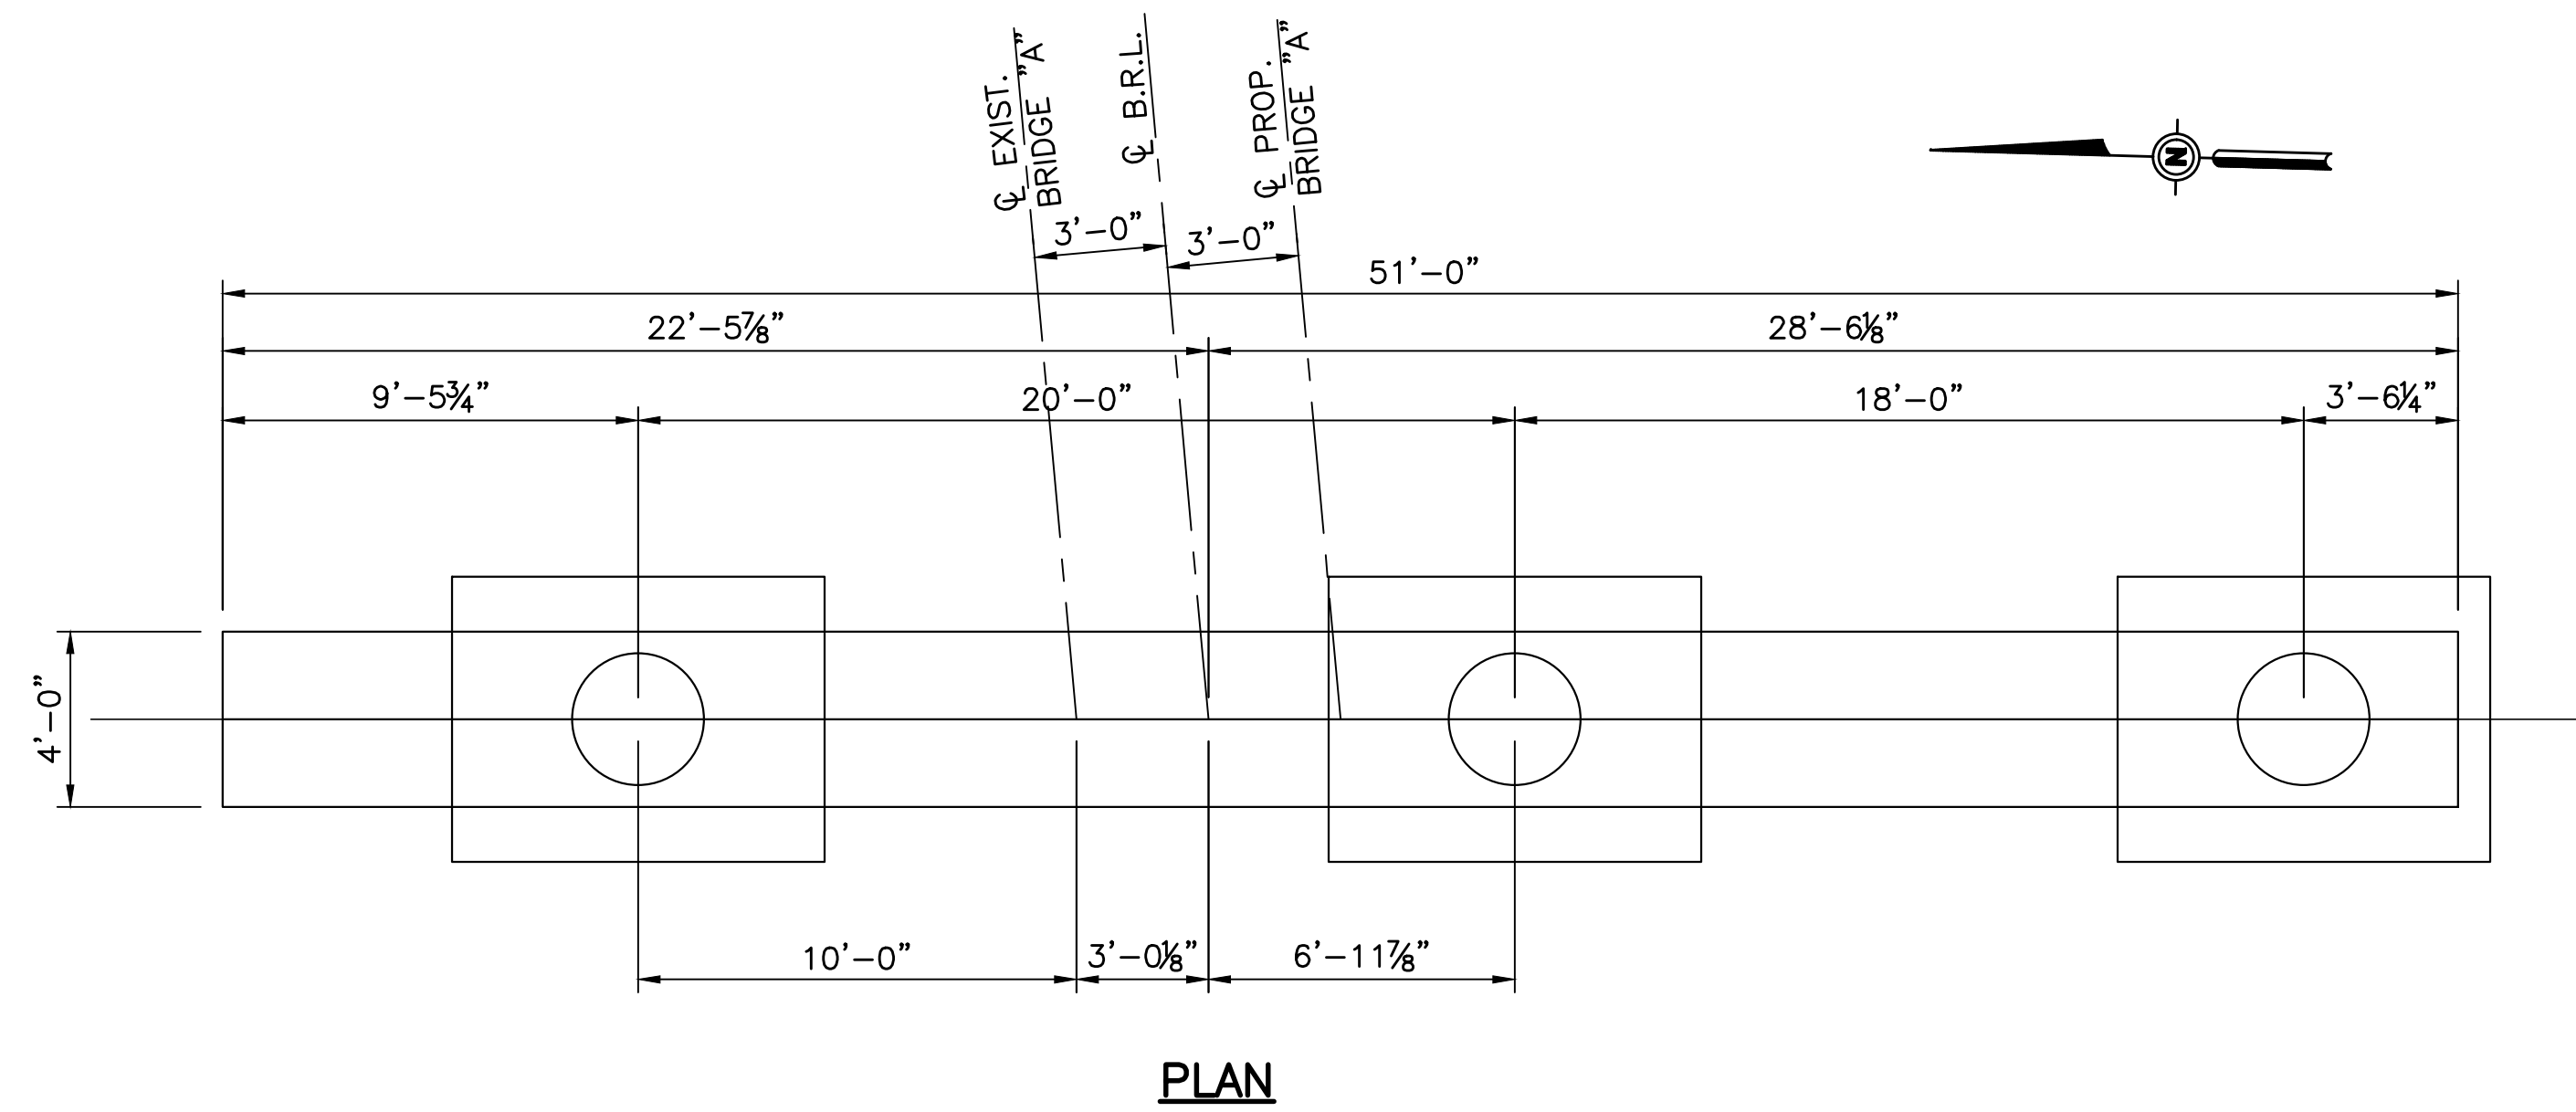 ℄ EXIST.
BRIDGE "A"
℄ B.R.L.
℄ PROP.
BRIDGE "A"
N
3'-0"
3'-0"
51'-0"
22'-5⅞"
28'-6⅛"
9'-5¾"
20'-0"
18'-0"
3'-6¼"
4'-0"
10'-0"
3'-0⅛"
6'-11⅞"
PLAN